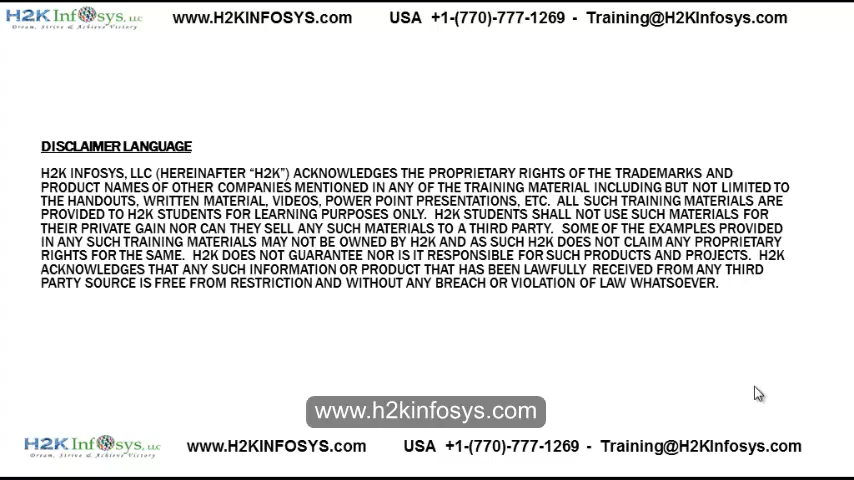 H2K Infosys, LLC www.H2KINFOSYS.com USA +1-(770)-777-1269 - Training@H2KInfosys.com
Dream, Strive & Achieve Victory
DISCLAIMER LANGUAGE
H2K INFOSYS, LLC (HEREINAFTER “H2K”) ACKNOWLEDGES THE PROPRIETARY RIGHTS OF THE TRADEMARKS AND
PRODUCT NAMES OF OTHER COMPANIES MENTIONED IN ANY OF THE TRAINING MATERIAL INCLUDING BUT NOT LIMITED TO
THE HANDOUTS, WRITTEN MATERIAL, VIDEOS, POWER POINT PRESENTATIONS, ETC. ALL SUCH TRAINING MATERIALS ARE
PROVIDED TO H2K STUDENTS FOR LEARNING PURPOSES ONLY. H2K STUDENTS SHALL NOT USE SUCH MATERIALS FOR
THEIR PRIVATE GAIN NOR CAN THEY SELL ANY SUCH MATERIALS TO A THIRD PARTY. SOME OF THE EXAMPLES PROVIDED
IN ANY SUCH TRAINING MATERIALS MAY NOT BE OWNED BY H2K AND AS SUCH H2K DOES NOT CLAIM ANY PROPRIETARY
RIGHTS FOR THE SAME. H2K DOES NOT GUARANTEE NOR IS IT RESPONSIBLE FOR SUCH PRODUCTS AND PROJECTS. H2K
ACKNOWLEDGES THAT ANY SUCH INFORMATION OR PRODUCT THAT HAS BEEN LAWFULLY RECEIVED FROM ANY THIRD
PARTY SOURCE IS FREE FROM RESTRICTION AND WITHOUT ANY BREACH OR VIOLATION OF LAW WHATSOEVER.
www.h2kinfosys.com
H2K Infosys, LLC www.H2KINFOSYS.com USA +1-(770)-777-1269 - Training@H2KInfosys.com
Dream, Strive & Achieve Victory